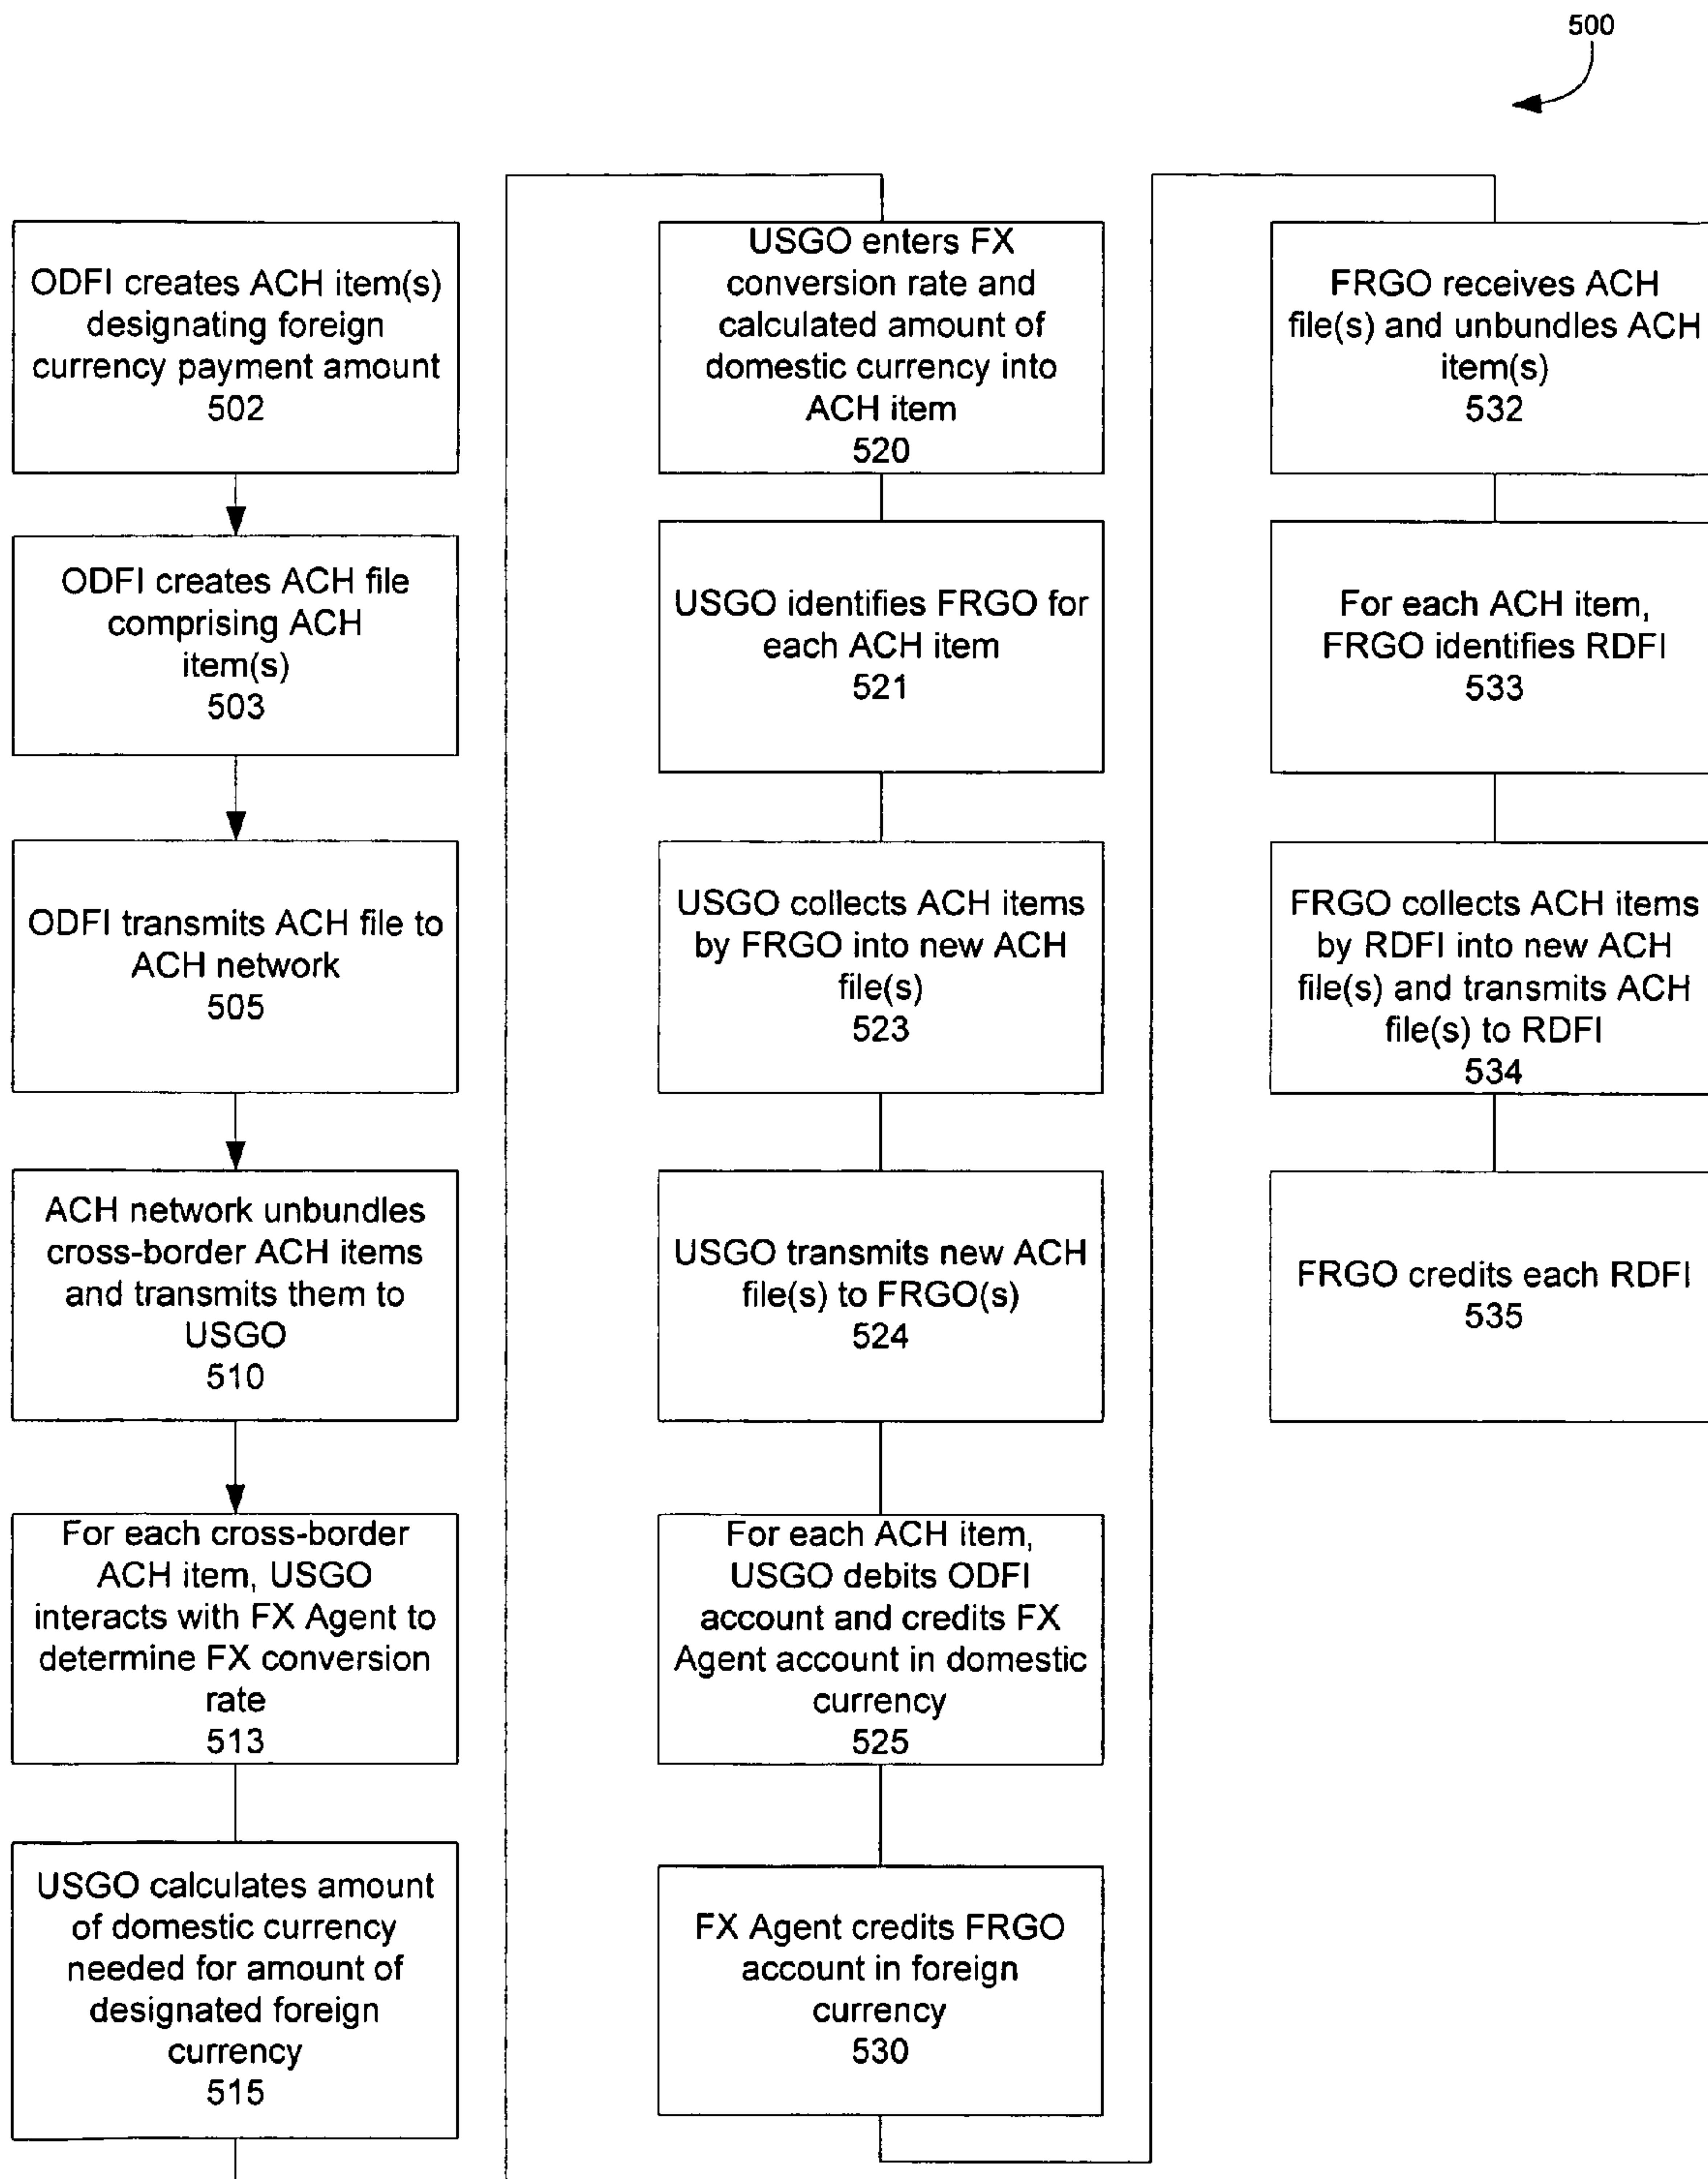 500
ODFI creates ACH item(s)
designating foreign
currency payment amount
502
ODFI creates ACH file
comprising ACH
item(s)
503
ODFI transmits ACH file to
ACH network
505
ACH network unbundles
cross-border ACH items
and transmits them to
USGO
510
For each cross-border
ACH item, USGO
interacts with FX Agent to
determine FX conversion
rate
513
USGO calculates amount
of domestic currency
needed for amount of
designated foreign
currency
515
USGO enters FX
conversion rate and
calculated amount of
domestic currency into
ACH item
520
USGO identifies FRGO for
each ACH item
521
USGO collects ACH items
by FRGO into new ACH
file(s)
523
USGO transmits new ACH
file(s) to FRGO(s)
524
For each ACH item,
USGO debits ODFI
account and credits FX
Agent account in domestic
currency
525
FX Agent credits FRGO
account in foreign
currency
530
FRGO receives ACH
file(s) and unbundles ACH
item(s)
532
For each ACH item,
FRGO identifies RDFI
533
FRGO collects ACH items
by RDFI into new ACH
file(s) and transmits ACH
file(s) to RDFI
534
FRGO credits each RDFI
535